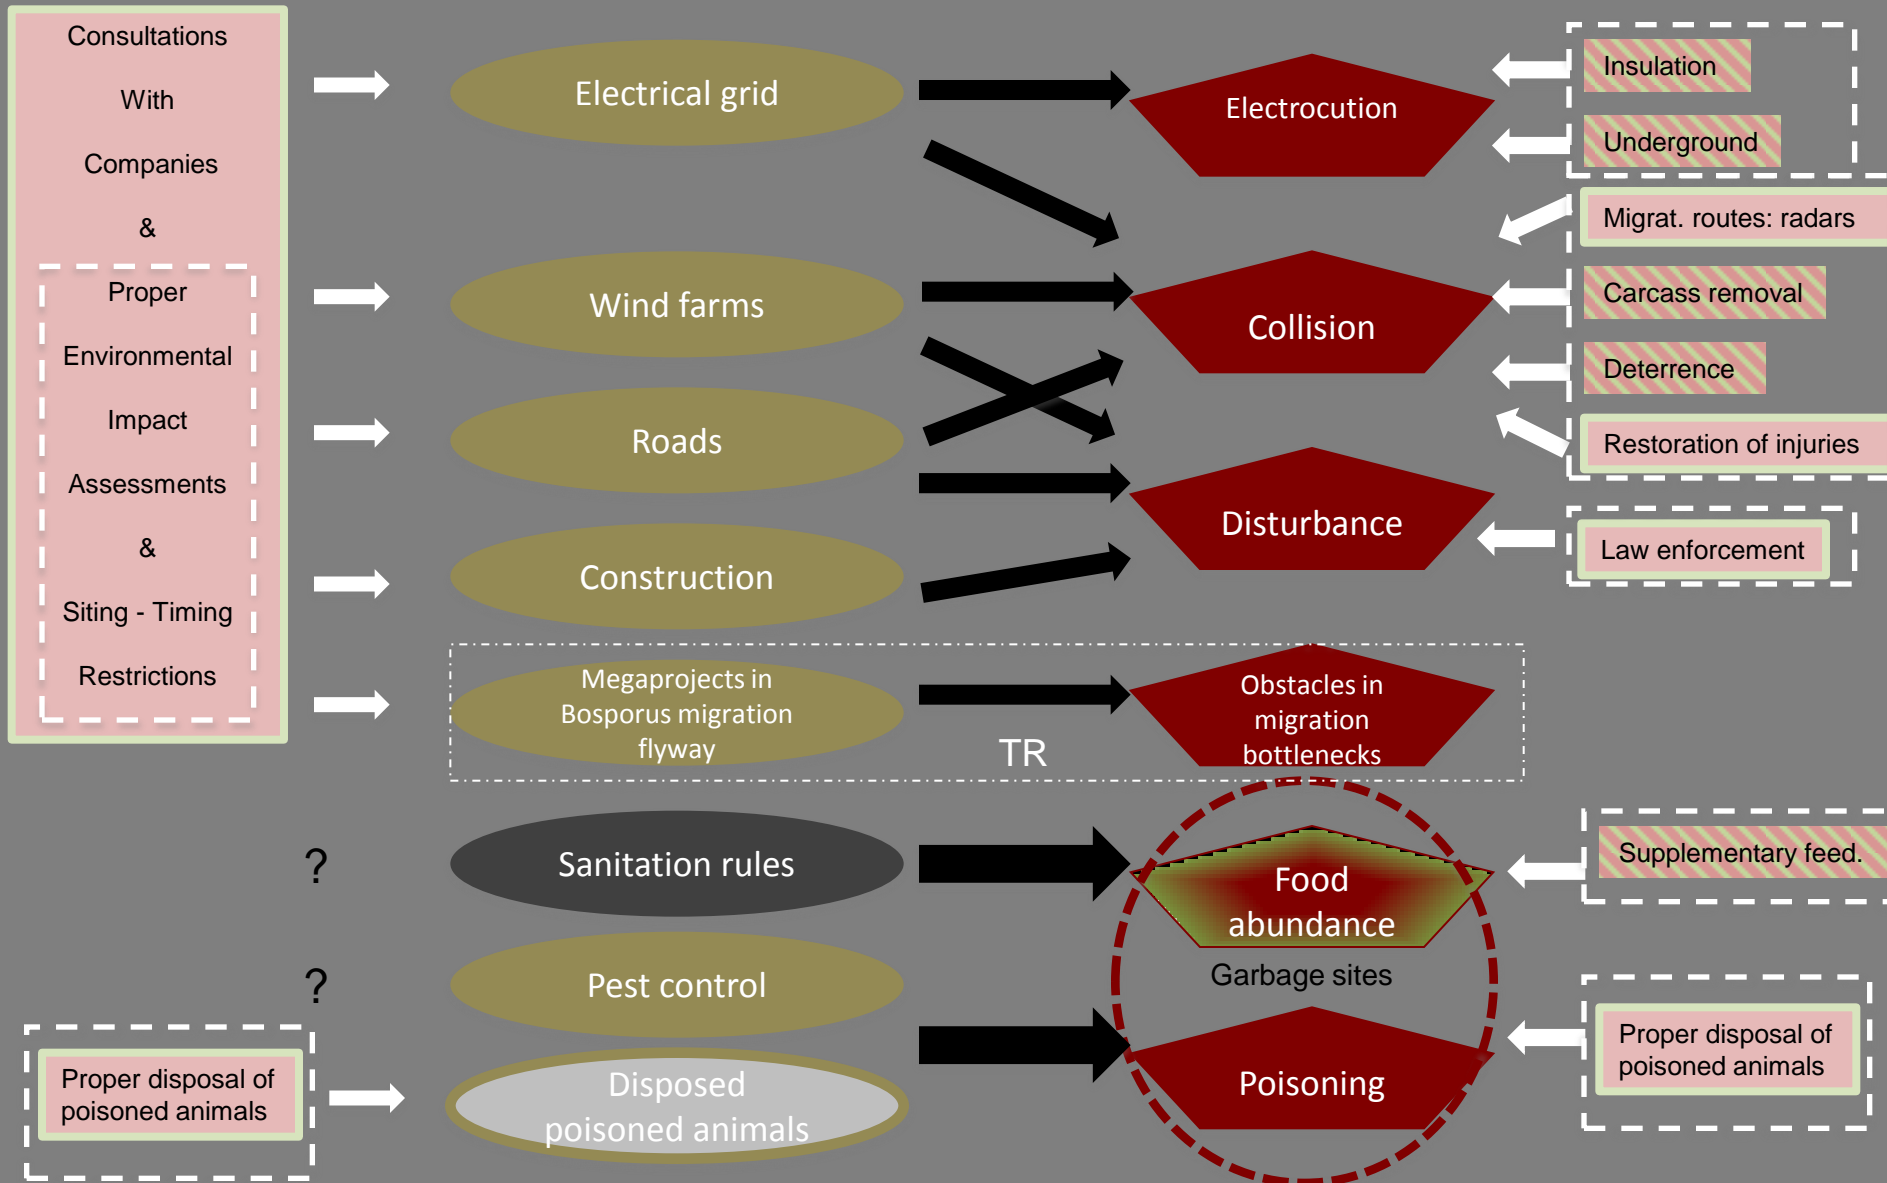 Consultations
With
Companies
&
Proper
Environmental
Impact
Assessments
&
Siting - Timing
Restrictions
Electrical grid
Wind farms
Roads
Construction
Megaprojects in
Bosporus migration
flyway
TR
Electrocution
Collision
Disturbance
Obstacles in
migration
bottlenecks
Insulation
Underground
Migrat. routes: radars
Carcass removal
Deterrence
Restoration of injuries
Law enforcement
?
Sanitation rules
Food
abundance
Supplementary feed.
?
Pest control
Garbage sites
Proper disposal of
poisoned animals
Disposed
poisoned animals
Poisoning
Proper disposal of
poisoned animals